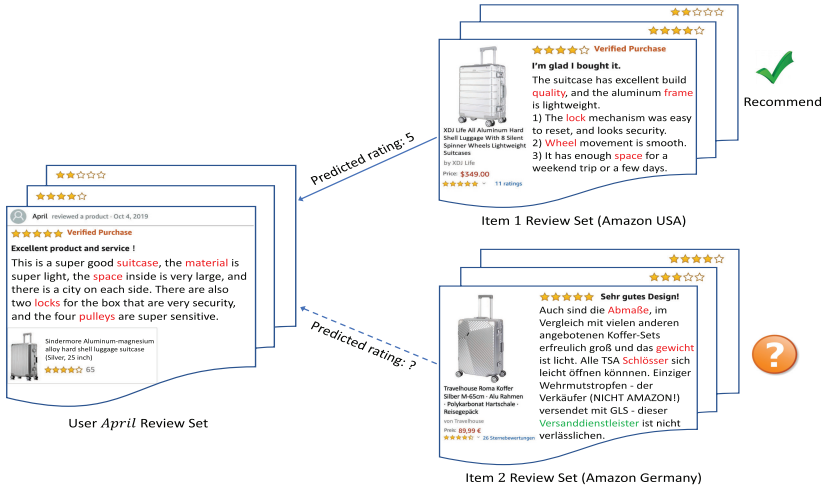 April reviewed a product - Oct 4, 2019
Verified Purchase
Excellent product and service !
This is a super good suitcase, the material is
super light, the space inside is very large, and
there is a city on each side. There are also
two locks for the box that are very security,
and the four pulleys are super sensitive.
Sindermore Aluminum-magnesium
alloy hard shell luggage suitcase
(Silver, 25 inch)
65
User April Review Set
Predicted rating: 5
Predicted rating: ?
Verified Purchase
I'm glad I bought it.
The suitcase has excellent build
quality, and the aluminum frame
is lightweight.
1) The lock mechanism was easy
to reset, and looks security.
2) Wheel movement is smooth.
3) It has enough space for a
weekend trip or a few days.
XDJ Life All Aluminum Hard
Shell Luggage With 8 Silent
Spinner Wheels Lightweight
Suitcases
by XDJ Life
Price: $349.00
11 ratings
Item 1 Review Set (Amazon USA)
Recommend
Sehr gutes Design!
Auch sind die Abmaße, im
Vergleich mit vielen anderen
angebotenen Koffer-Sets
erfreulich groß und das gewicht
ist licht. Alle TSA Schlösser sich
leicht öffnen könnnen. Einziger
Wehrmutstropfen - der
Verkäufer (NICHT AMAZON!)
versendet mit GLS - dieser
Versanddienstleister ist nicht
verlässlichen.
Travelhouse Roma Koffer
Silber M-65cm - Alu Rahmen
- Polykarbonat Hartschale -
Reisegepäck
von Travelhouse
Preis: 89,99 €
26 Sternebewertungen
Item 2 Review Set (Amazon Germany)
?